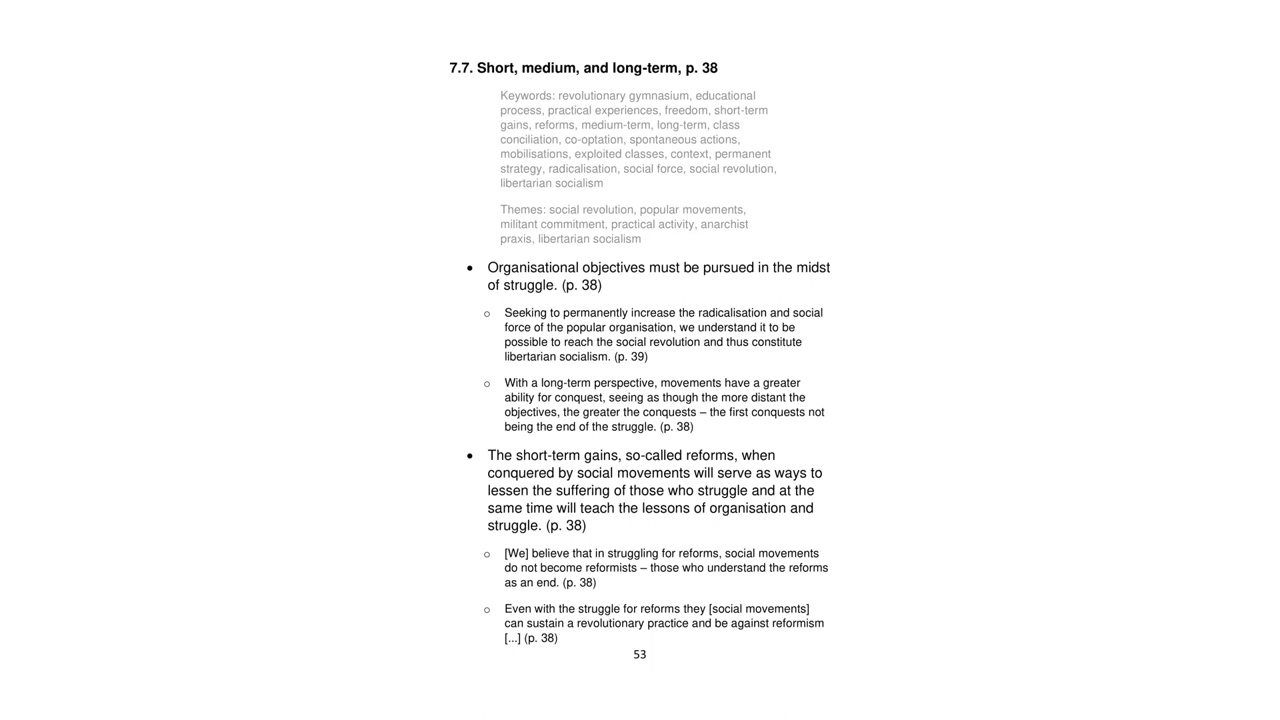 7.7. Short, medium, and long-term, p. 38
Keywords: revolutionary gymnasium, educational
process, practical experiences, freedom, short-term
gains, reforms, medium-term, long-term, class
conciliation, co-optation, spontaneous actions,
mobilisations, exploited classes, context, permanent
strategy, radicalisation, social force, social revolution,
libertarian socialism
Themes: social revolution, popular movements,
militant commitment, practical activity, anarchist
praxis, libertarian socialism
• Organisational objectives must be pursued in the midst
of struggle. (p. 38)
o Seeking to permanently increase the radicalisation and social
force of the popular organisation, we understand it to be
possible to reach the social revolution and thus constitute
libertarian socialism. (p. 39)
o With a long-term perspective, movements have a greater
ability for conquest, seeing as though the more distant the
objectives, the greater the conquests – the first conquests not
being the end of the struggle. (p. 38)
• The short-term gains, so-called reforms, when
conquered by social movements will serve as ways to
lessen the suffering of those who struggle and at the
same time will teach the lessons of organisation and
struggle. (p. 38)
o [We] believe that in struggling for reforms, social movements
do not become reformists – those who understand the reforms
as an end. (p. 38)
o Even with the struggle for reforms they [social movements]
can sustain a revolutionary practice and be against reformism
[...] (p. 38)
53